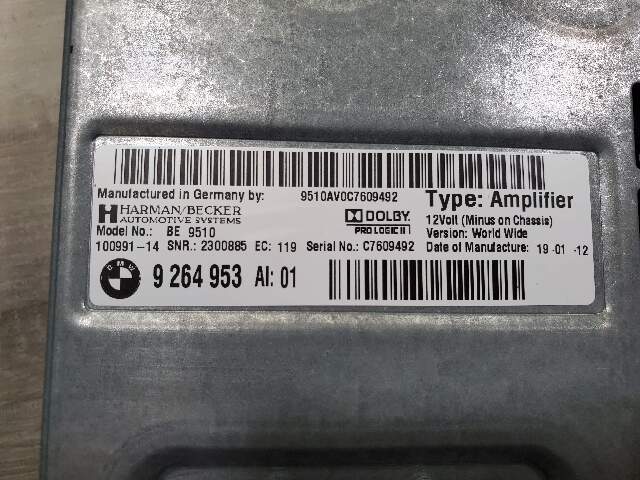 Manufactured in Germany by: 9510AV0C7609492 Type: Amplifier
HARMAN/BECKER
AUTOMOTIVE SYSTEMS
DOLBY
PRO LOGIC II
12Volt (Minus on Chassis)
Model No.: BE 9510
Version: World Wide
100991-14 SNR.: 2300885 EC: 119 Serial No.: C7609492 Date of Manufacture: 19-01-12
BMW
9 264 953 AI: 01